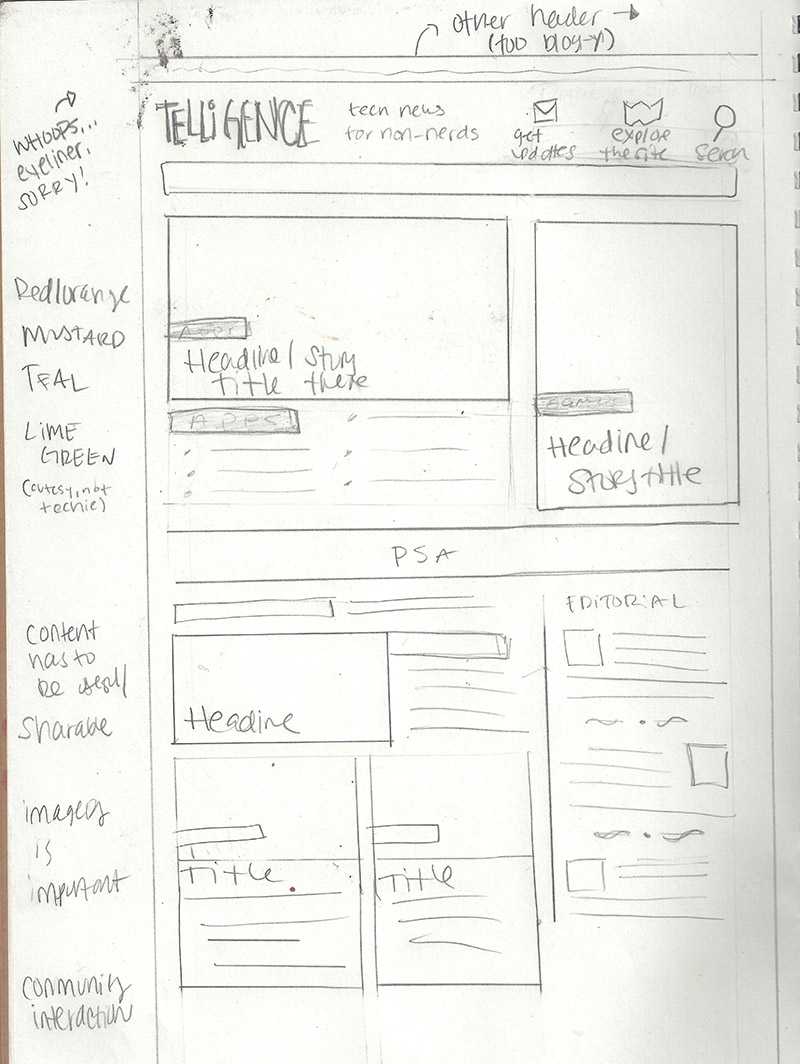 other header →
(too blog-y!)
WHOOPS...
eyeliner.
SORRY!
TELLIGENCE
tech news
for non-nerds
get
updates
explore
the site
Search
Red/orange
MUSTARD
TEAL
LIME
GREEN
(cutesy, not
techie)
APPS
Headline/ Story
title there
APPS
Headline/
Story title
PSA
content
has to
be useful/
Sharable
EDITORIAL
Headline
imagery
is
important
Title
Title
community
interaction